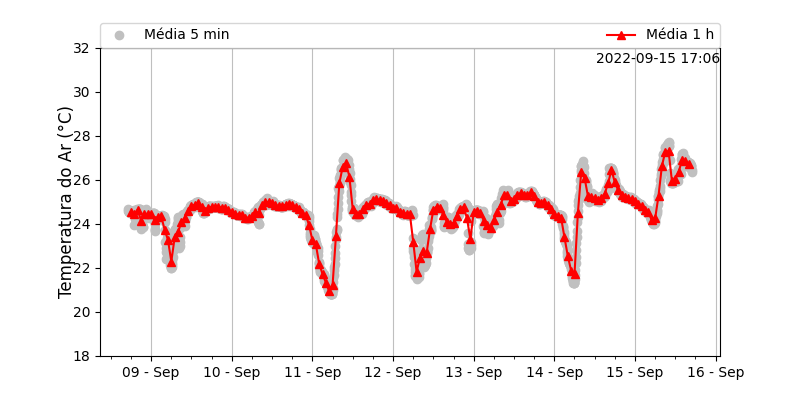 Média 5 min
Média 1 h
2022-09-15 17:06
Temperatura do Ar (°C)
32
30
28
26
24
22
20
18
09 - Sep
10 - Sep
11 - Sep
12 - Sep
13 - Sep
14 - Sep
15 - Sep
16 - Sep